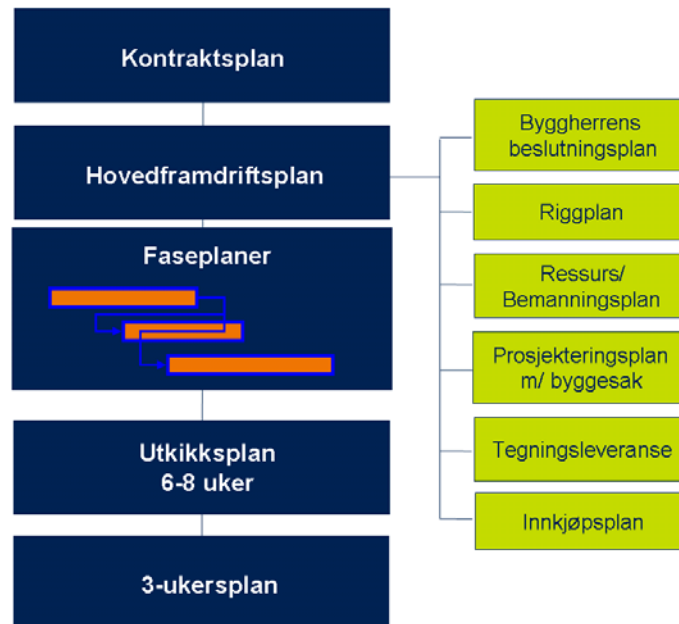 Kontraktsplan
Hovedframdriftsplan
Faseplaner
Utkikksplan
6-8 uker
3-ukersplan
Byggherrens
beslutningsplan
Riggplan
Ressurs/
Bemanningsplan
Prosjekteringsplan
m/ byggesak
Tegningsleveranse
Innkjøpsplan